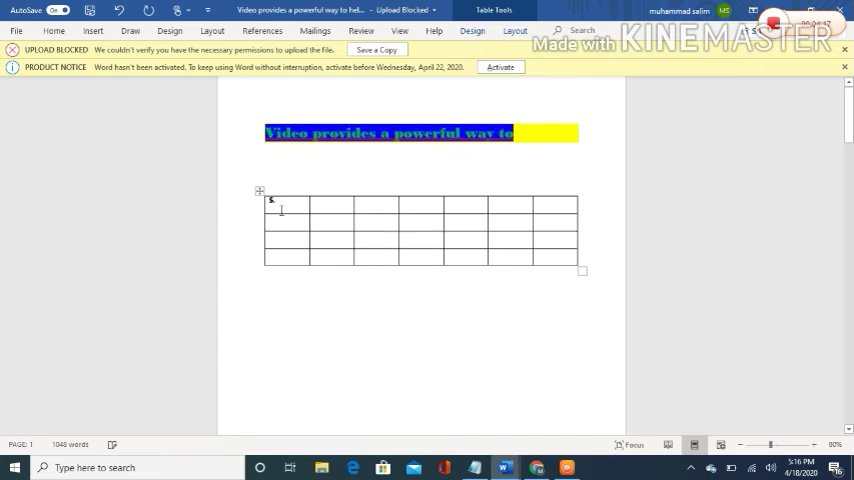 AutoSave On Video provides a powerful way to hel... - Upload Blocked Table Tools muhammad salim MS
File Home Insert Draw Design Layout References Mailings Review View Help Design Layout Search
Made with KINEMASTER
UPLOAD BLOCKED We couldn't verify you have the necessary permissions to upload the file. Save a Copy
PRODUCT NOTICE Word hasn't been activated. To keep using Word without interruption, activate before Wednesday, April 22, 2020. Activate
Video provides a powerful way to
S.
PAGE: 1 1048 words Focus 80%
Type here to search
5:16 PM
4/18/2020
16